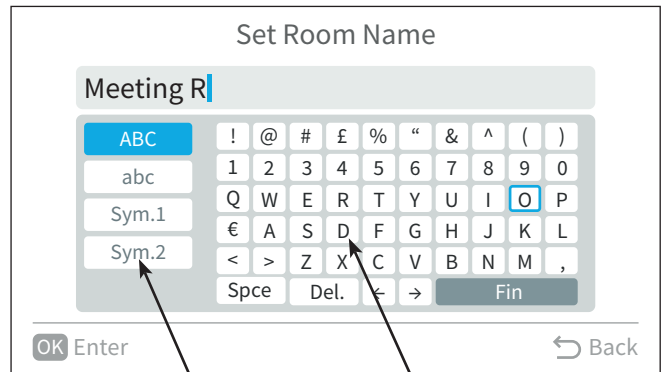 Set Room Name
Meeting R
ABC
abc
Sym.1
Sym.2
! @ # £ % “ & ^ ( )
1 2 3 4 5 6 7 8 9 0
Q W E R T Y U I O P
€ A S D F G H J K L
< > Z X C V B N M ,
Spce Del. ← → Fin
OK Enter
Back